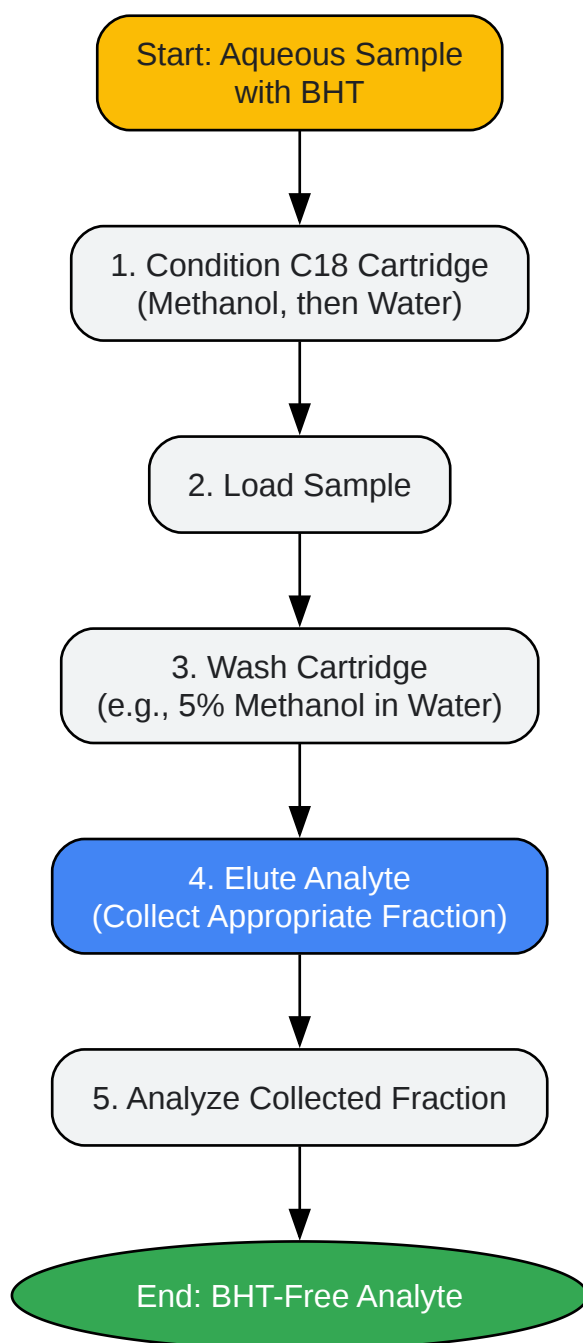 Start: Aqueous Sample
with BHT
1. Condition C18 Cartridge
(Methanol, then Water)
2. Load Sample
3. Wash Cartridge
(e.g., 5% Methanol in Water)
4. Elute Analyte
(Collect Appropriate Fraction)
5. Analyze Collected Fraction
End: BHT-Free Analyte